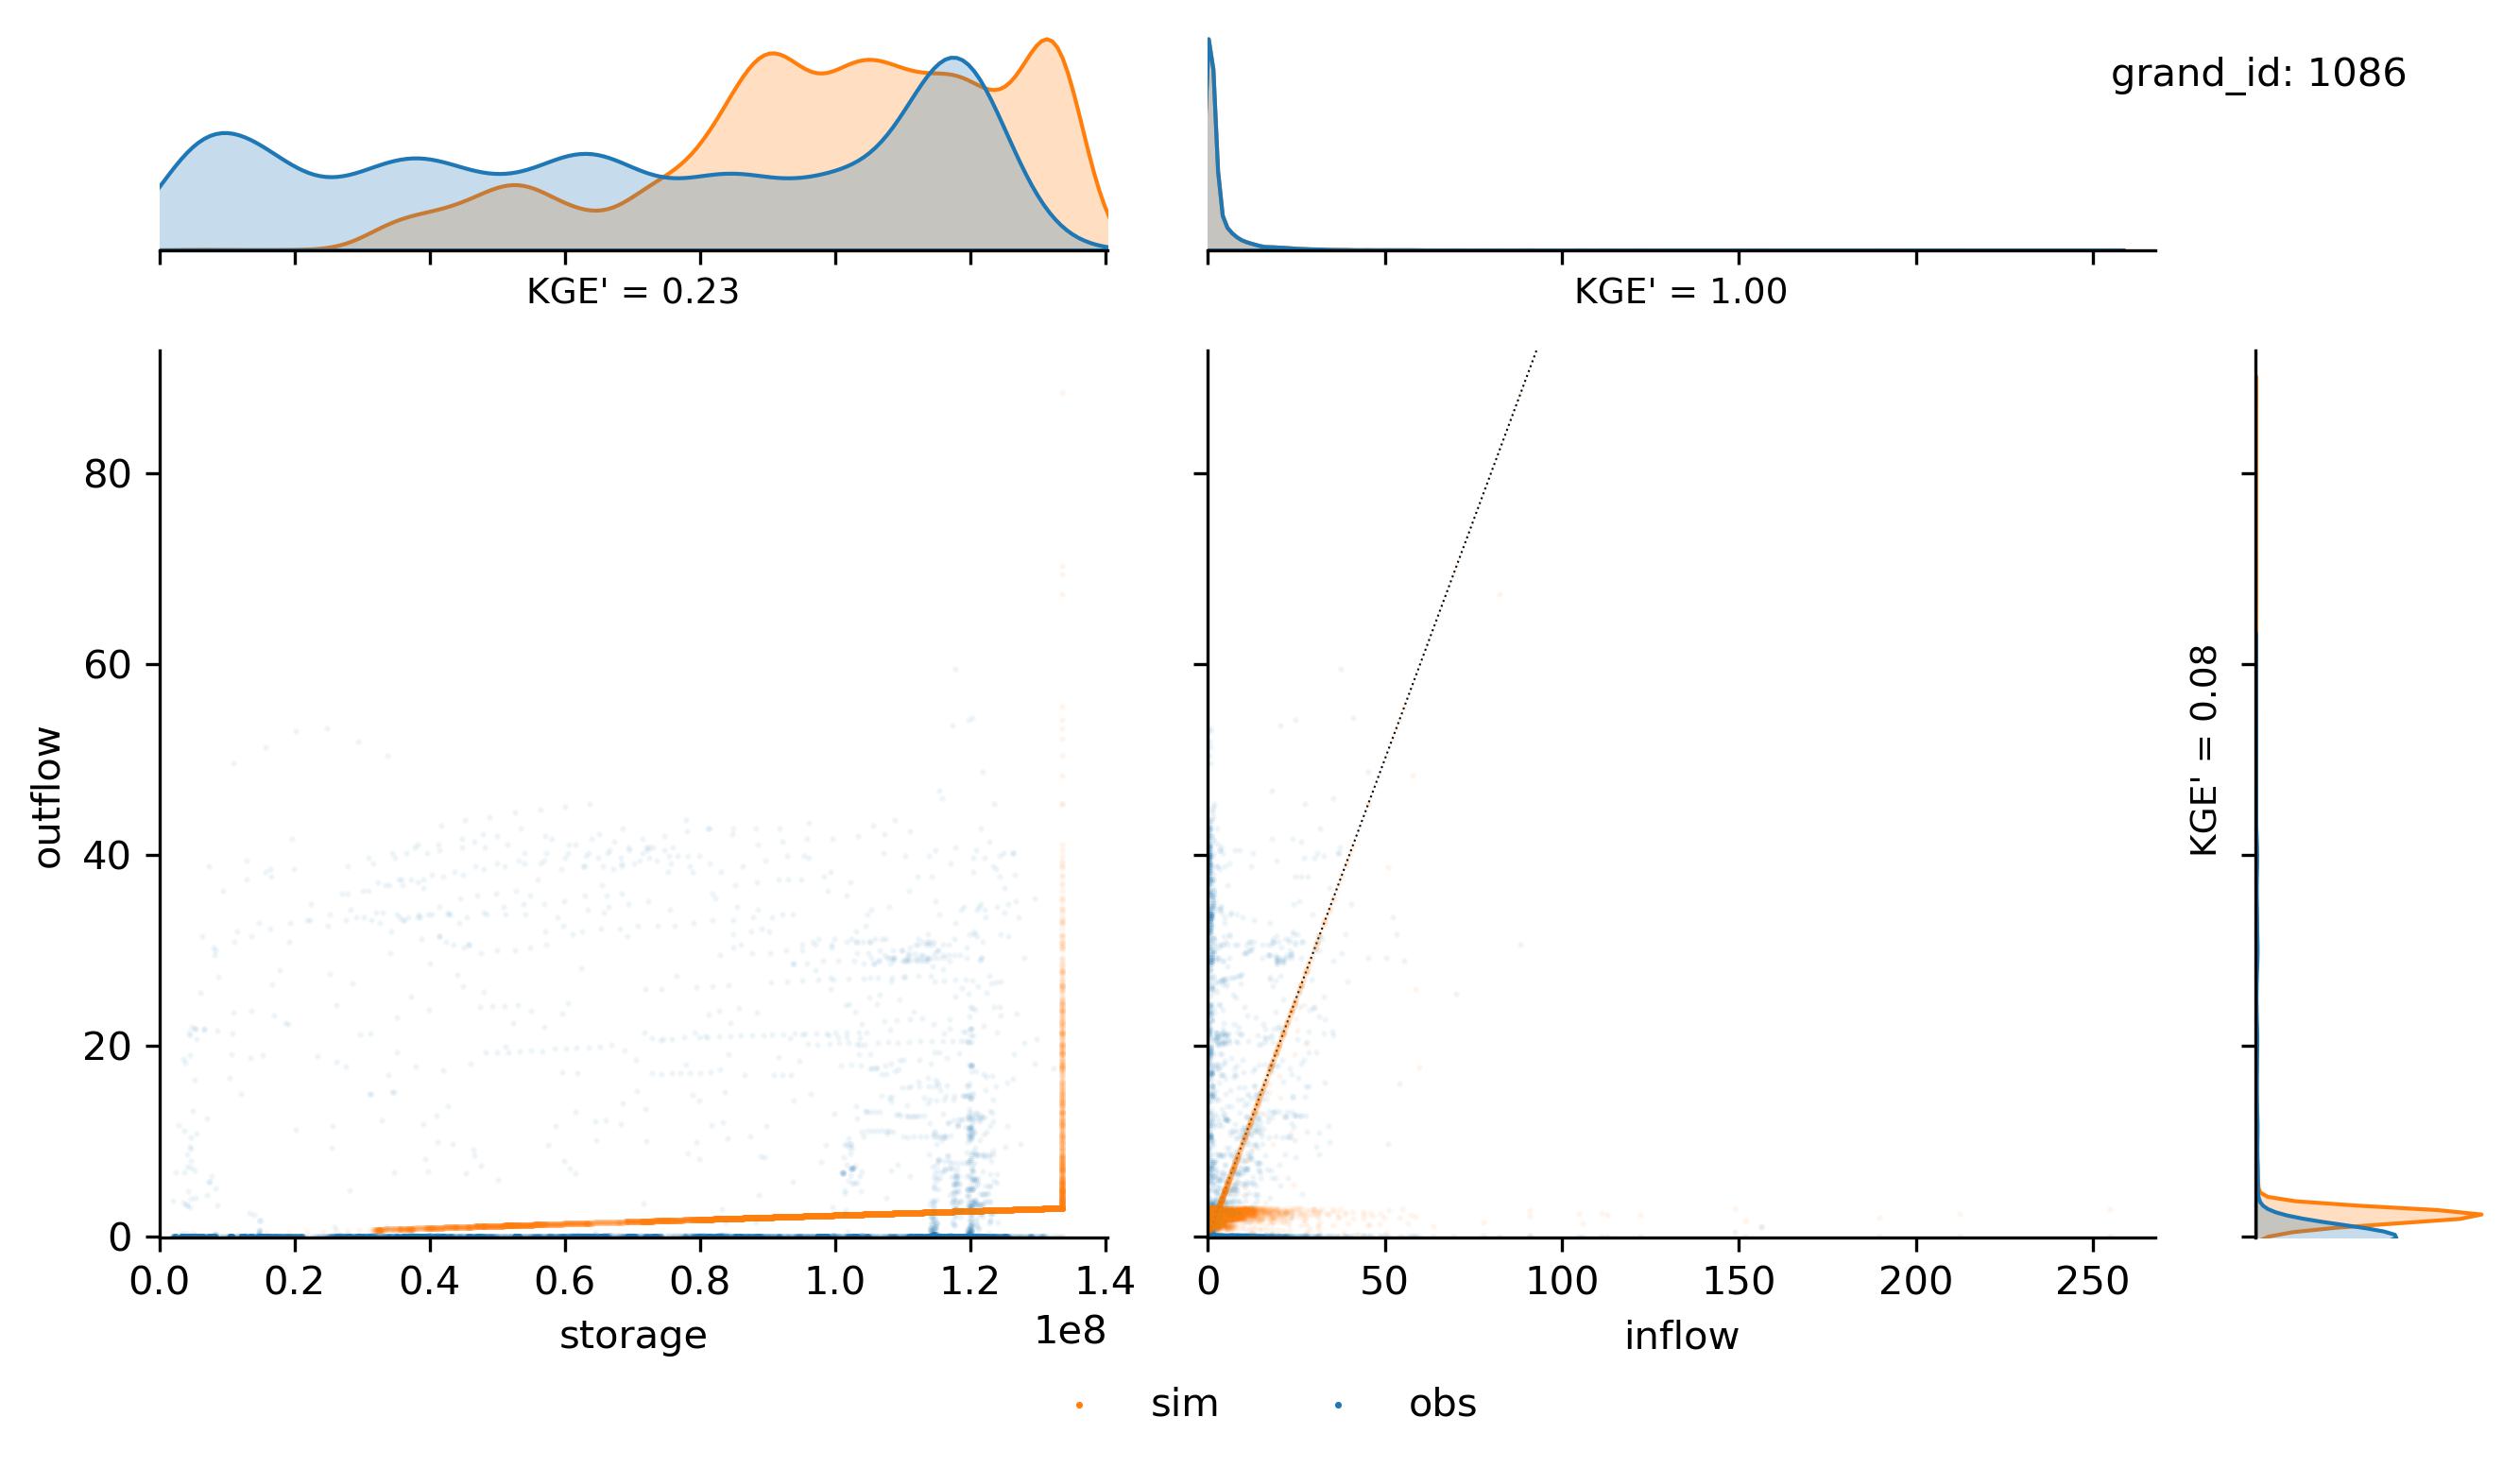 grand_id: 1086
KGE' = 0.23
KGE' = 1.00
80
60
40
20
0
outflow
KGE' = 0.08
0.0 0.2 0.4 0.6 0.8 1.0 1.2 1.4
1e8
storage
0 50 100 150 200 250
inflow
sim obs